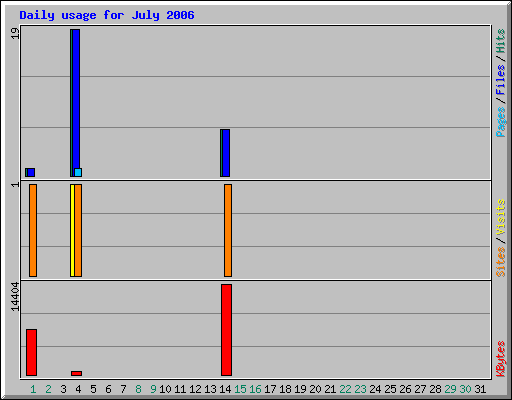 Daily usage for July 2006
19
1
14404
Pages / Files / Hits
Sites / Visits
KBytes
1 2 3 4 5 6 7 8 9 10 11 12 13 14 15 16 17 18 19 20 21 22 23 24 25 26 27 28 29 30 31